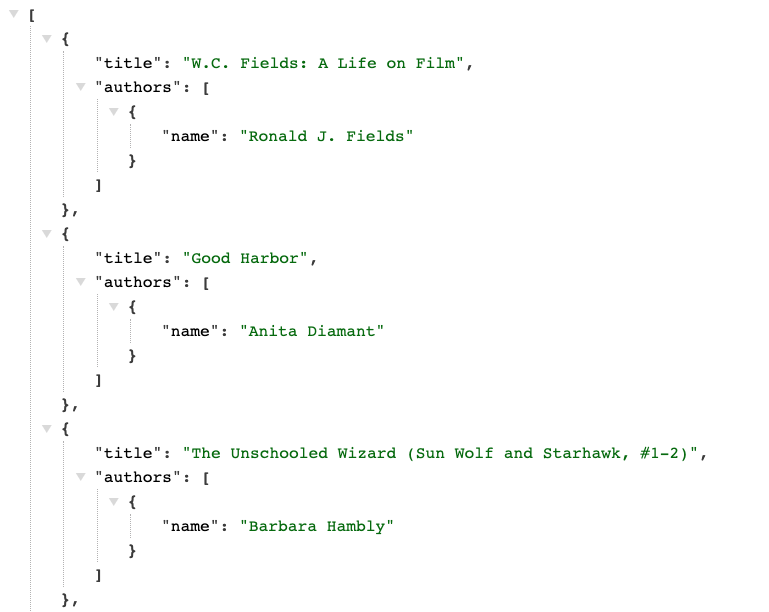 [
{
"title": "W.C. Fields: A Life on Film",
"authors": [
{
"name": "Ronald J. Fields"
}
]
},
{
"title": "Good Harbor",
"authors": [
{
"name": "Anita Diamant"
}
]
},
{
"title": "The Unschooled Wizard (Sun Wolf and Starhawk, #1-2)",
"authors": [
{
"name": "Barbara Hambly"
}
]
},